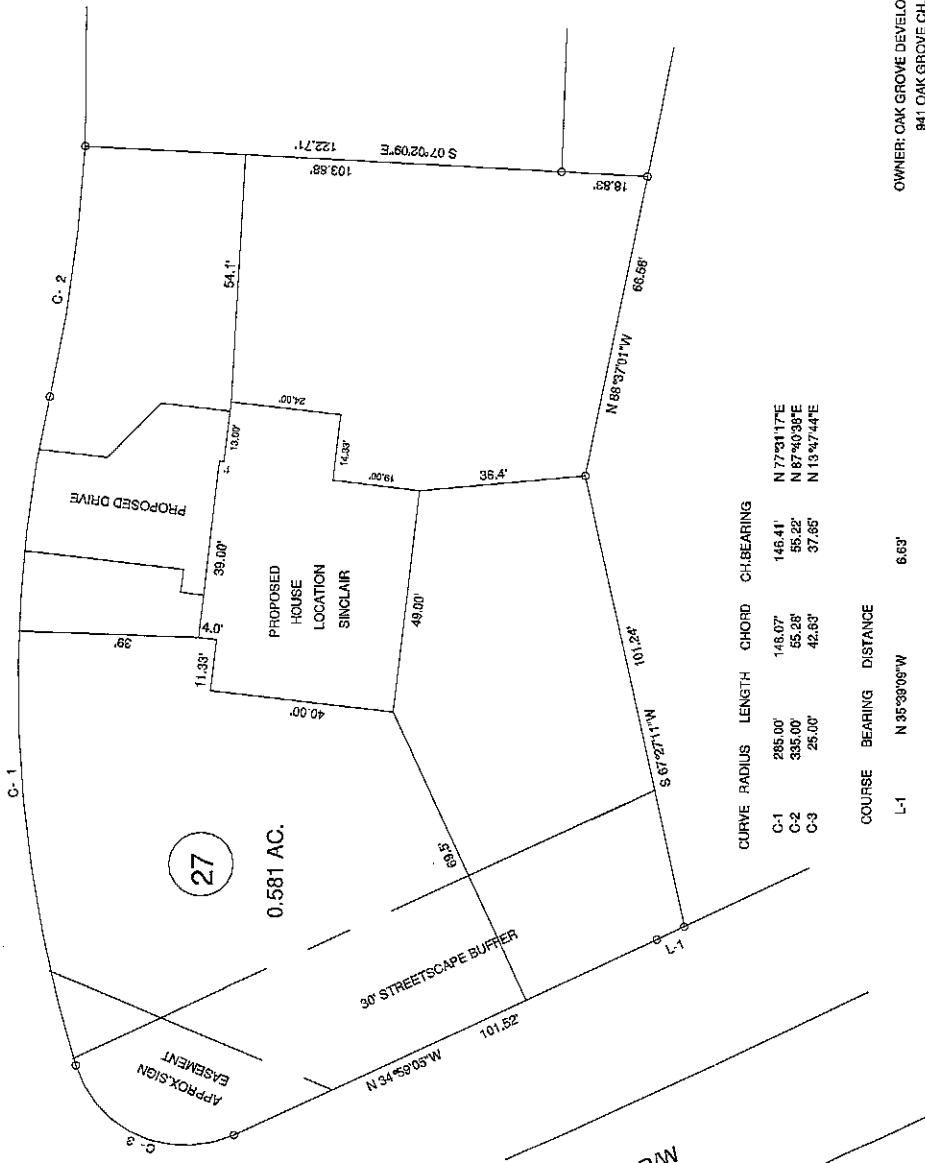 C- 1
C- 2
C- 3
PROPOSED DRIVE
122.71'
103.88'
S 07°02'09"E
18.83'
54.1'
24.00'
13.00'
14.33'
19.00'
39.00'
4.0'
39'
11.33'
40.00'
PROPOSED
HOUSE
LOCATION
SINCLAIR
49.00'
36.4'
66.58'
N 88°37'01"W
27
0.581 AC.
69.5'
101.24'
S 67°27'11"W
30' STREETSCAPE BUFFER
APPROX.SIGN
EASEMENT
N 34°59'05"W
101.52'
L-1
R/W
CURVE RADIUS LENGTH CHORD CH.BEARING
C-1 285.00' 148.07' 146.41' N 77°31'17"E
C-2 335.00' 55.28' 55.22' N 87°40'38"E
C-3 25.00' 42.63' 37.65' N 13°47'44"E
COURSE BEARING DISTANCE
L-1 N 35°39'09"W 6.63'
OWNER: OAK GROVE DEVELO
941 OAK GROVE CH.